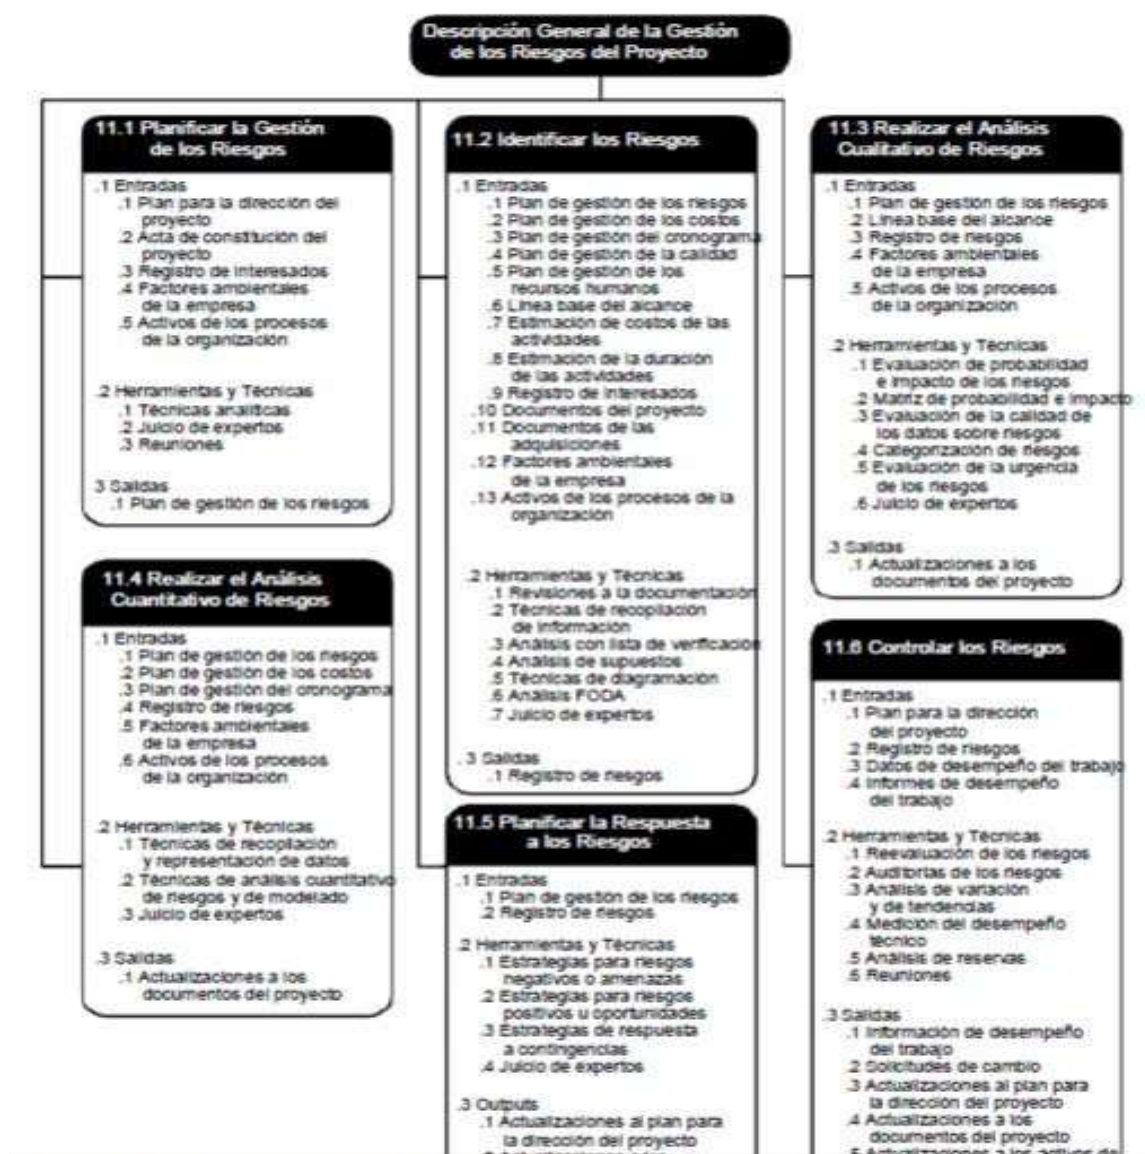 Descripción General de la Gestión
de los Riesgos del Proyecto
11.1 Planificar la Gestión
de los Riesgos
.1 Entradas
.1 Plan para la dirección del
proyecto
.2 Acta de constitución del
proyecto
.3 Registro de interesados
.4 Factores ambientales
de la empresa
.5 Activos de los procesos
de la organización
.2 Herramientas y Técnicas
.1 Técnicas analíticas
.2 Juicio de expertos
.3 Reuniones
3 Salidas
.1 Plan de gestión de los riesgos
11.2 Identificar los Riesgos
.1 Entradas
.1 Plan de gestión de los riesgos
.2 Plan de gestión de los costos
.3 Plan de gestión del cronograma
.4 Plan de gestión de la calidad
.5 Plan de gestión de los
recursos humanos
.6 Línea base del alcance
.7 Estimación de costos de las
actividades
.8 Estimación de la duración
de las actividades
.9 Registro de interesados
.10 Documentos del proyecto
.11 Documentos de las
adquisiciones
.12 Factores ambientales
de la empresa
.13 Activos de los procesos de la
organización
.2 Herramientas y Técnicas
.1 Revisiones a la documentación
.2 Técnicas de recopilación
de información
.3 Análisis con lista de verificación
.4 Análisis de supuestos
.5 Técnicas de diagramación
.6 Análisis FODA
.7 Juicio de expertos
.3 Salidas
.1 Registro de riesgos
11.3 Realizar el Análisis
Cualitativo de Riesgos
.1 Entradas
.1 Plan de gestión de los riesgos
.2 Línea base del alcance
.3 Registro de riesgos
.4 Factores ambientales
de la empresa
.5 Activos de los procesos
de la organización
.2 Herramientas y Técnicas
.1 Evaluación de probabilidad
e impacto de los riesgos
.2 Matriz de probabilidad e impacto
.3 Evaluación de la calidad de
los datos sobre riesgos
.4 Categorización de riesgos
.5 Evaluación de la urgencia
de los riesgos
.6 Juicio de expertos
.3 Salidas
.1 Actualizaciones a los
documentos del proyecto
11.4 Realizar el Análisis
Cuantitativo de Riesgos
.1 Entradas
.1 Plan de gestión de los riesgos
.2 Plan de gestión de los costos
.3 Plan de gestión del cronograma
.4 Registro de riesgos
.5 Factores ambientales
de la empresa
.6 Activos de los procesos
de la organización
.2 Herramientas y Técnicas
.1 Técnicas de recopilación
y representación de datos
.2 Técnicas de análisis cuantitativo
de riesgos y de modelado
.3 Juicio de expertos
.3 Salidas
.1 Actualizaciones a los
documentos del proyecto
11.5 Planificar la Respuesta
a los Riesgos
.1 Entradas
.1 Plan de gestión de los riesgos
.2 Registro de riesgos
.2 Herramientas y Técnicas
.1 Estrategias para riesgos
negativos o amenazas
.2 Estrategias para riesgos
positivos u oportunidades
.3 Estrategias de respuesta
a contingencias
.4 Juicio de expertos
.3 Outputs
.1 Actualizaciones al plan para
la dirección del proyecto
11.6 Controlar los Riesgos
.1 Entradas
.1 Plan para la dirección
del proyecto
.2 Registro de riesgos
.3 Datos de desempeño del trabajo
.4 Informes de desempeño
del trabajo
.2 Herramientas y Técnicas
.1 Reevaluación de los riesgos
.2 Auditorías de los riesgos
.3 Análisis de variación
y de tendencias
.4 Medición del desempeño
técnico
.5 Análisis de reservas
.6 Reuniones
.3 Salidas
.1 Información de desempeño
del trabajo
.2 Solicitudes de cambio
.3 Actualizaciones al plan para
la dirección del proyecto
.4 Actualizaciones a los
documentos del proyecto
.5 Actualizaciones a los activos de